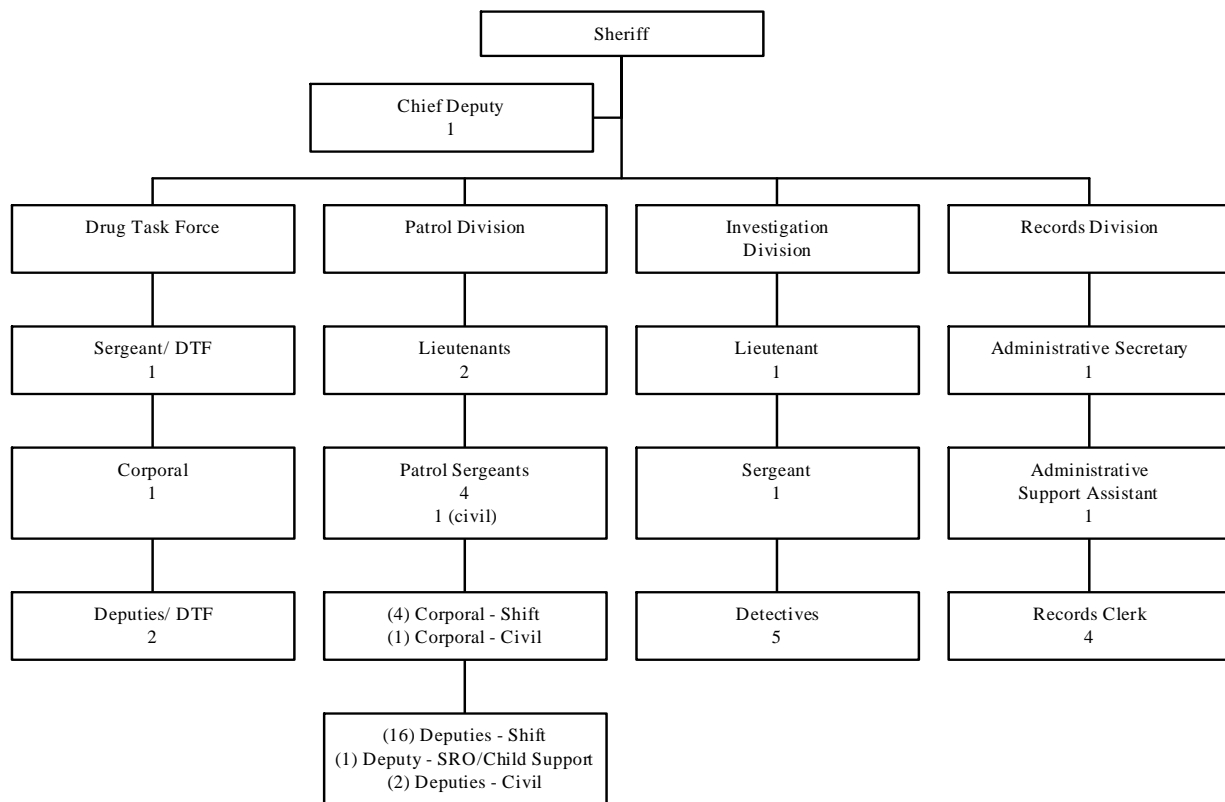 Sheriff
Chief Deputy
1
Drug Task Force
Patrol Division
Investigation
Division
Records Division
Sergeant/ DTF
1
Lieutenants
2
Lieutenant
1
Administrative Secretary
1
Corporal
1
Patrol Sergeants
4
1 (civil)
Sergeant
1
Administrative
Support Assistant
1
Deputies/ DTF
2
(4) Corporal - Shift
(1) Corporal - Civil
Detectives
5
Records Clerk
4
(16) Deputies - Shift
(1) Deputy - SRO/Child Support
(2) Deputies - Civil